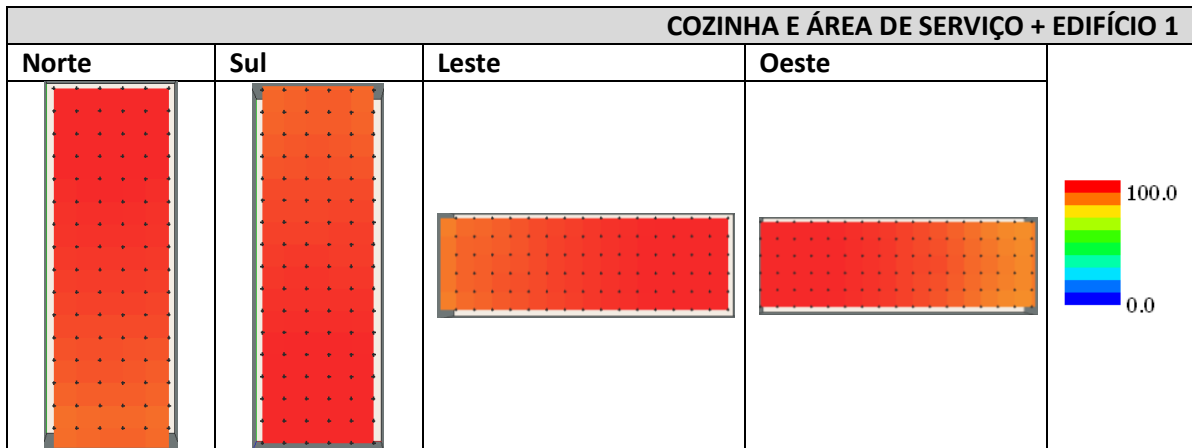 COZINHA E ÁREA DE SERVIÇO + EDIFÍCIO 1
Norte
Sul
Leste
Oeste
100.0
0.0